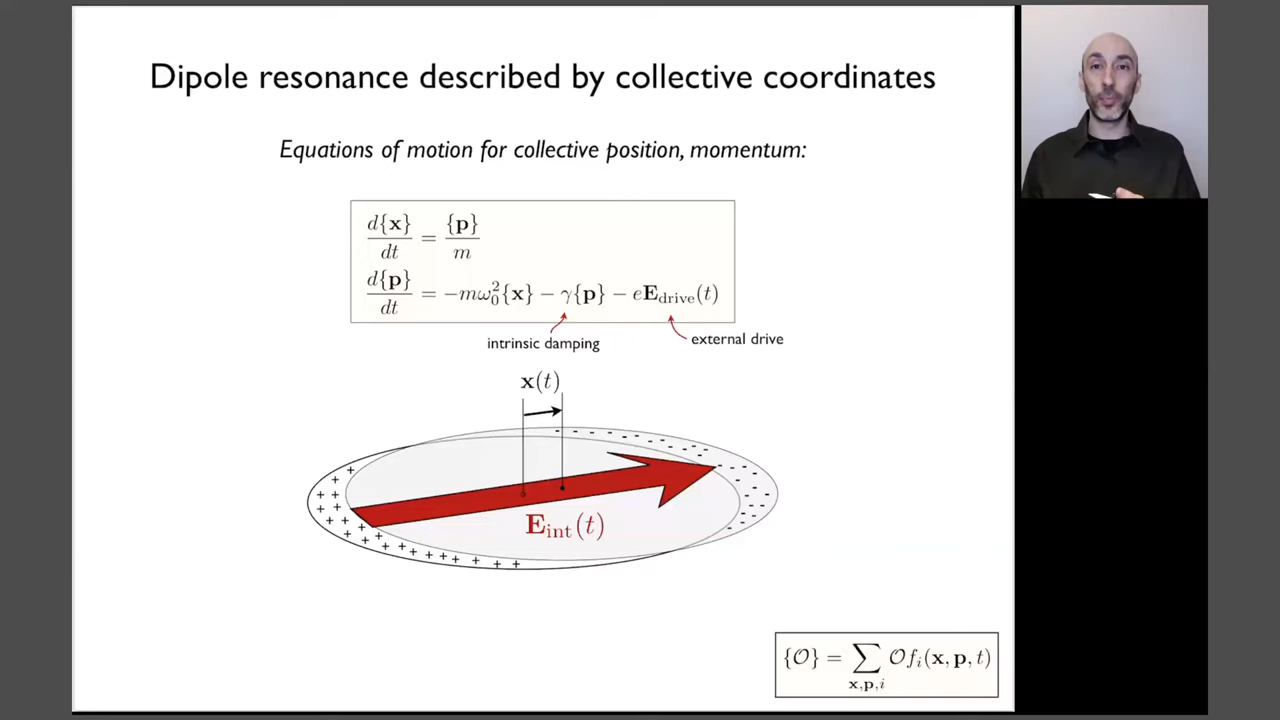 Dipole resonance described by collective coordinates
Equations of motion for collective position, momentum:
d{x}/dt = {p}/m
d{p}/dt = −mω₀²{x} − γ{p} − eE_drive(t)
intrinsic damping
external drive
x(t)
E_int(t)
{𝒪} = ∑_{x,p,i} 𝒪f_i(x, p, t)